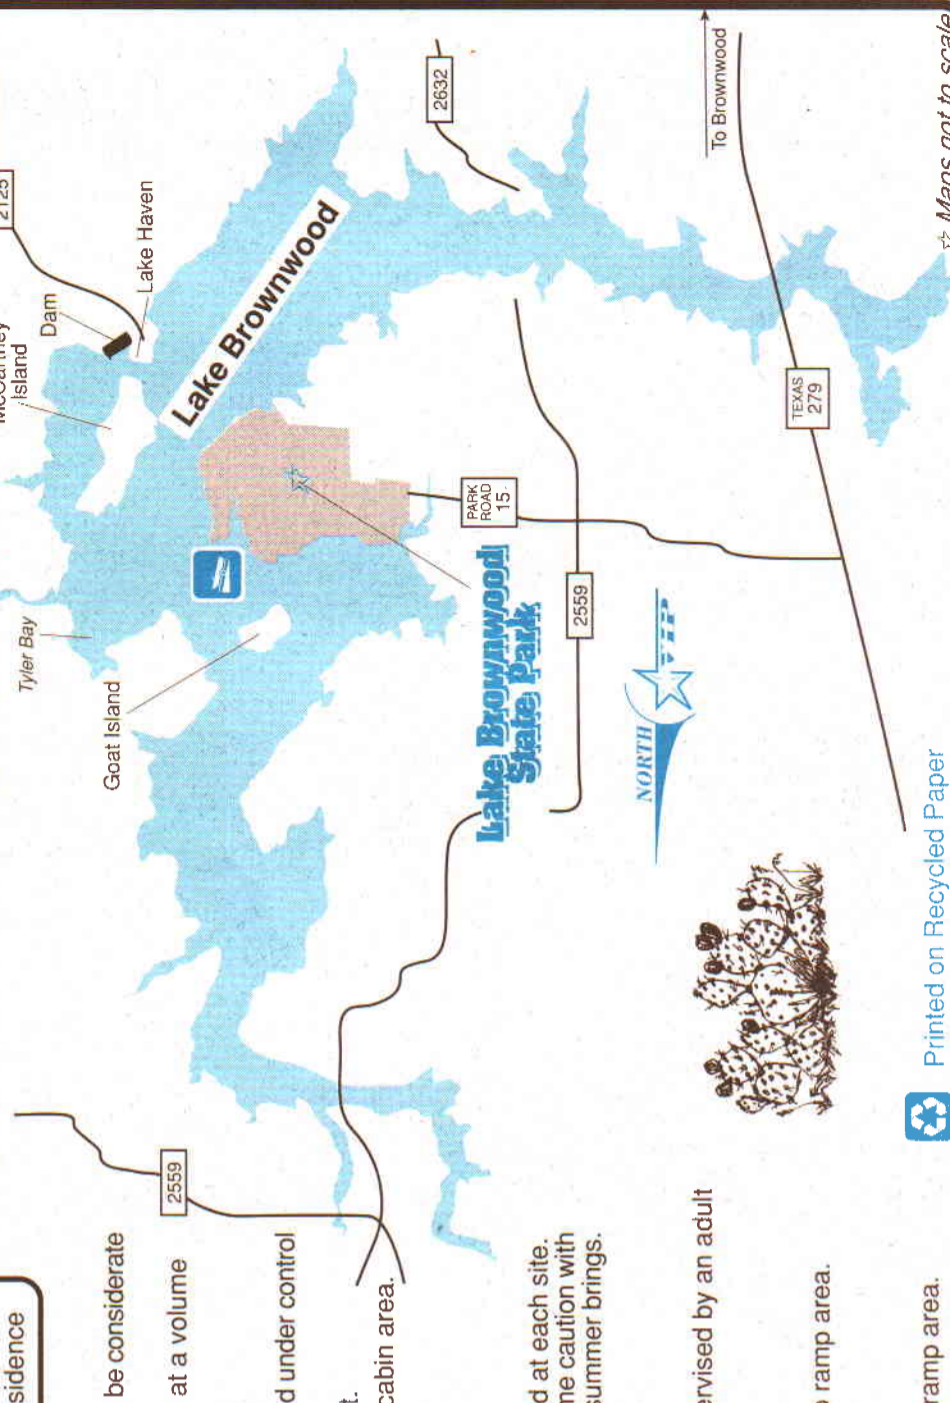 sidence
be considerate
at a volume
d under control
t.
cabin area.
d at each site.
ne caution with
summer brings.
ervised by an adult
ramp area.
ramp area.
2125
Island
Dam
Lake Haven
Tyler Bay
Goat Island
Lake Brownwood
2632
2559
PARK
ROAD
15
Lake Brownwood
State Park
2559
NORTH
TEXAS
279
To Brownwood
Printed on Recycled Paper
☆ Maps not to scale